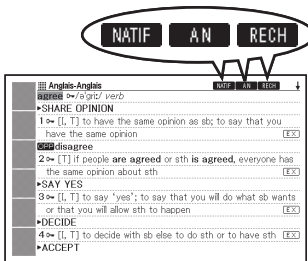 NATIF AN RECH
Anglais-Anglais NATIF AN RECH ↓
agree /əˈgriː/ verb
►SHARE OPINION
1 [I, T] to have the same opinion as sb; to say that you
have the same opinion EX
OPP disagree
2 [T] if people are agreed or sth is agreed, everyone has
the same opinion about sth EX
►SAY YES
3 [I, T] to say ‘yes’; to say that you will do what sb wants
or that you will allow sth to happen EX
►DECIDE
4 [I, T] to decide with sb else to do sth or to have sth EX
►ACCEPT